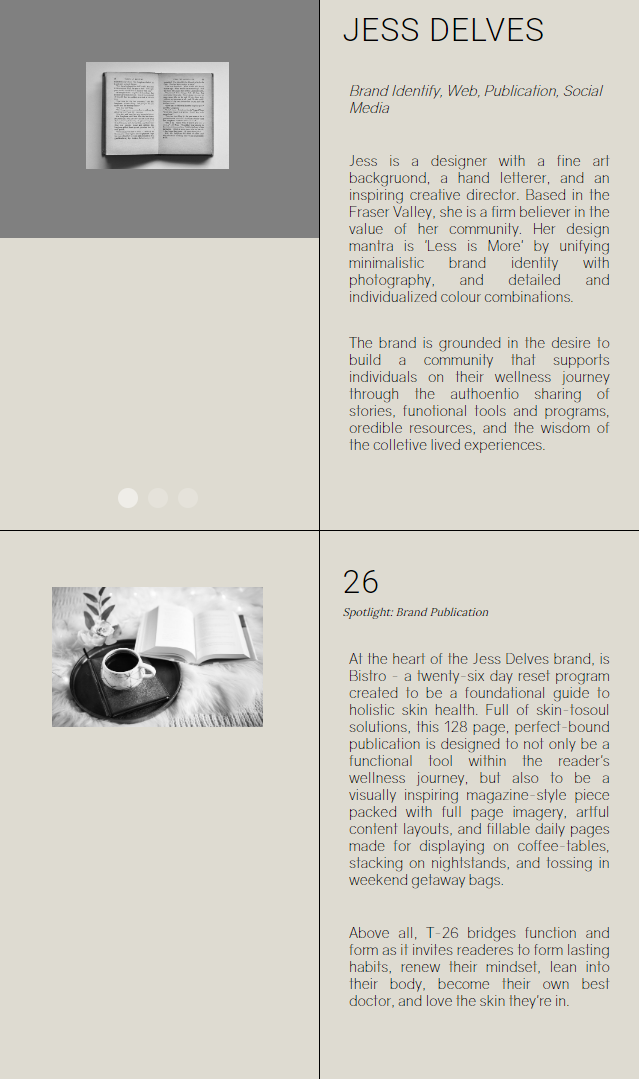 JESS DELVES
Brand Identify, Web, Publication, Social
Media
Jess is a designer with a fine art
background, a hand letterer, and an
inspiring creative director. Based in the
Fraser Valley, she is a firm believer in the
value of her community. Her design
mantra is 'Less is More' by unifying
minimalistic brand identity with
photography, and detailed and
individualized colour combinations.
The brand is grounded in the desire to
build a community that supports
individuals on their wellness journey
through the authoentio sharing of
stories, funotional tools and programs,
oredible resources, and the wisdom of
the colletive lived experiences.
26
Spotlight: Brand Publication
At the heart of the Jess Delves brand, is
Bistro - a twenty-six day reset program
created to be a foundational guide to
holistic skin health. Full of skin-tosoul
solutions, this 128 page, perfect-bound
publication is designed to not only be a
functional tool within the reader's
wellness journey, but also to be a
visually inspiring magazine-style piece
packed with full page imagery, artful
content layouts, and fillable daily pages
made for displaying on coffee-tables,
stacking on nightstands, and tossing in
weekend getaway bags.
Above all, T-26 bridges function and
form as it invites readeres to form lasting
habits, renew their mindset, lean into
their body, become their own best
doctor, and love the skin they're in.